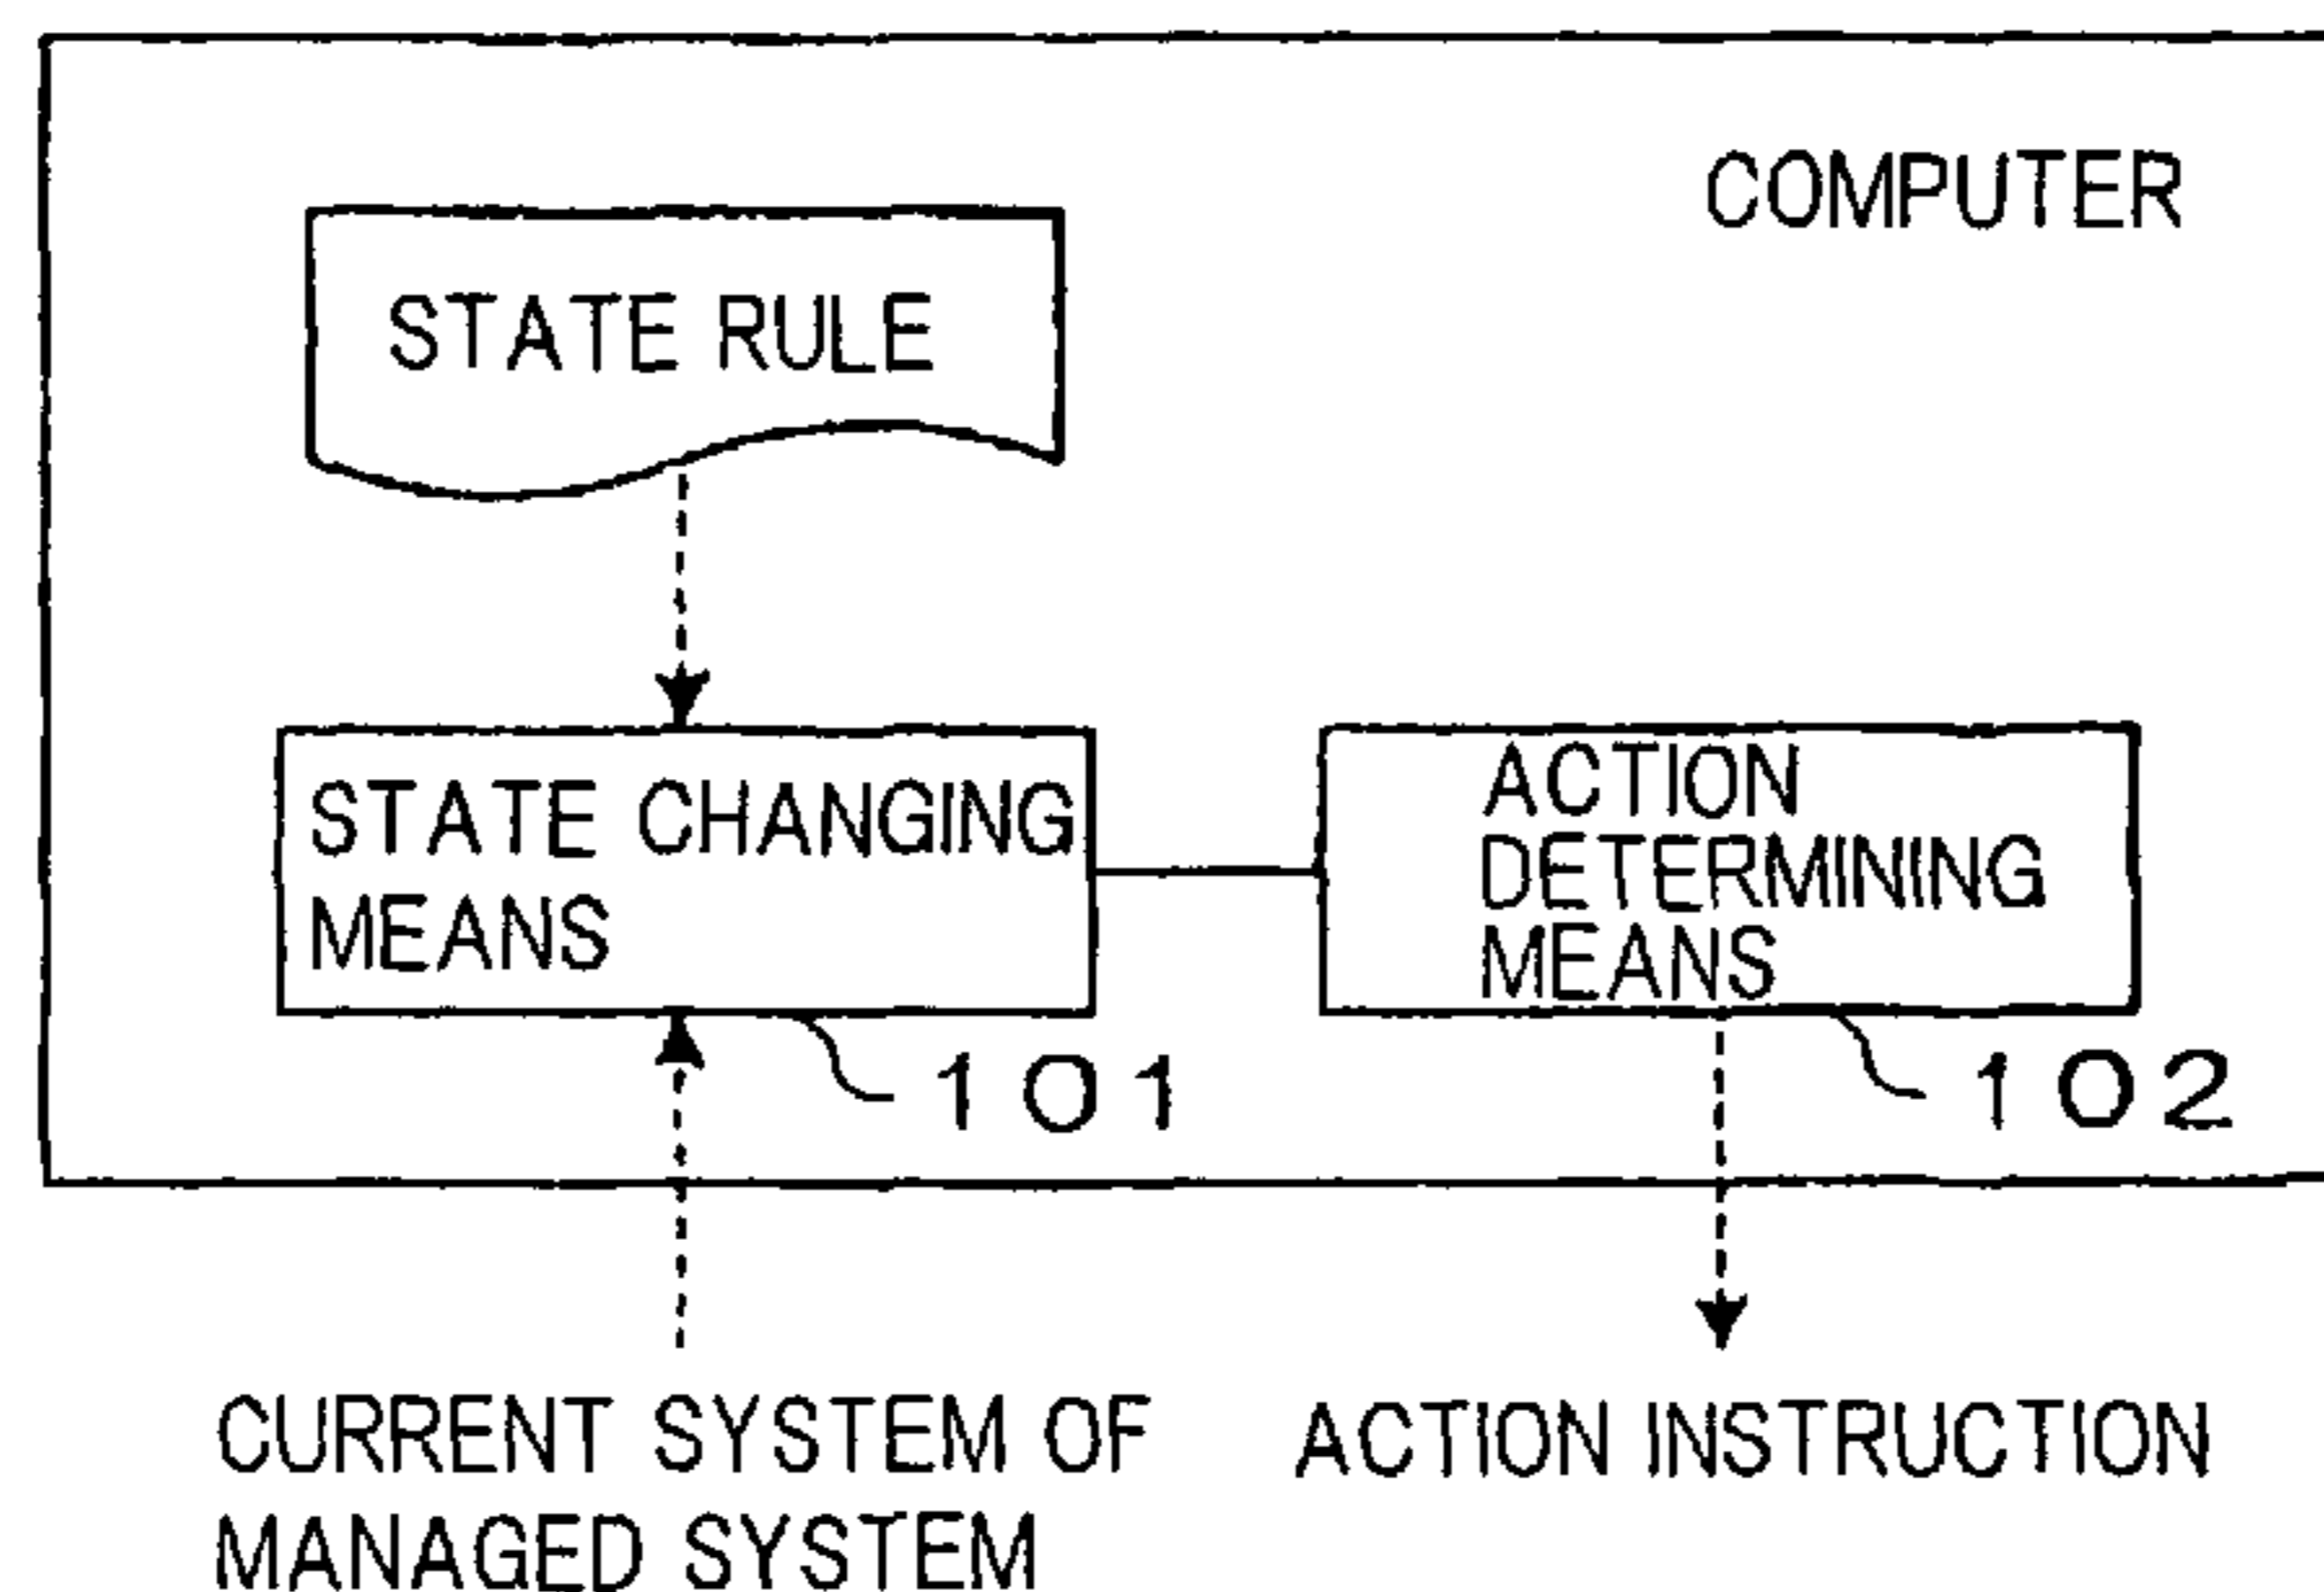 COMPUTER
STATE RULE
STATE CHANGING
MEANS
ACTION
DETERMINING
MEANS
101
102
CURRENT SYSTEM OF
MANAGED SYSTEM
ACTION INSTRUCTION